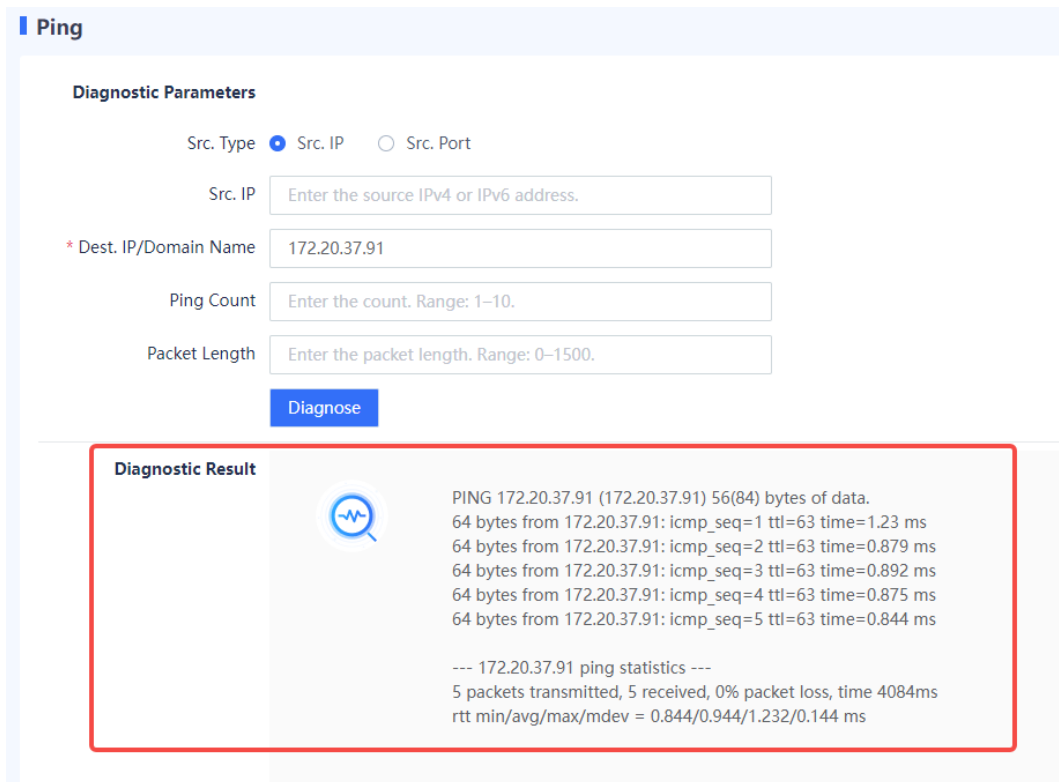 Ping
Diagnostic Parameters
Src. Type Src. IP Src. Port
Src. IP Enter the source IPv4 or IPv6 address.
* Dest. IP/Domain Name 172.20.37.91
Ping Count Enter the count. Range: 1–10.
Packet Length Enter the packet length. Range: 0–1500.
Diagnose
Diagnostic Result
PING 172.20.37.91 (172.20.37.91) 56(84) bytes of data.
64 bytes from 172.20.37.91: icmp_seq=1 ttl=63 time=1.23 ms
64 bytes from 172.20.37.91: icmp_seq=2 ttl=63 time=0.879 ms
64 bytes from 172.20.37.91: icmp_seq=3 ttl=63 time=0.892 ms
64 bytes from 172.20.37.91: icmp_seq=4 ttl=63 time=0.875 ms
64 bytes from 172.20.37.91: icmp_seq=5 ttl=63 time=0.844 ms
--- 172.20.37.91 ping statistics ---
5 packets transmitted, 5 received, 0% packet loss, time 4084ms
rtt min/avg/max/mdev = 0.844/0.944/1.232/0.144 ms